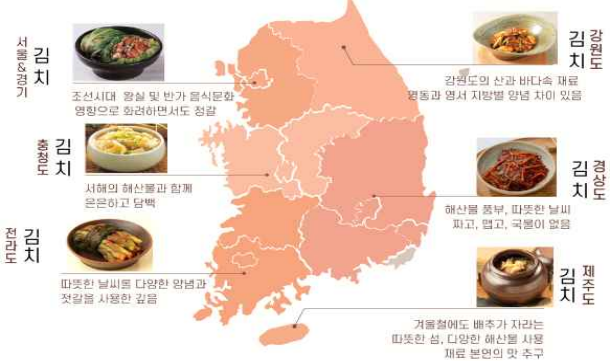 서울&경기
김치
조선시대 왕실 및 반가 음식문화
영향으로 화려하면서도 정갈
강원도
김치
강원도의 산과 바다속 재료
영동과 영서 지방별 양념 차이 있음
충청도
김치
서해의 해산물과 함께
은은하고 담백
경상도
김치
해산물 풍부, 따뜻한 날씨
짜고, 맵고, 국물이 없음
전라도
김치
따뜻한 날씨로 다양한 양념과
젓갈을 사용한 깊음
제주도
김치
겨울철에도 배추가 자라는
따뜻한 섬, 다양한 해산물 사용
재료 본연의 맛 추구